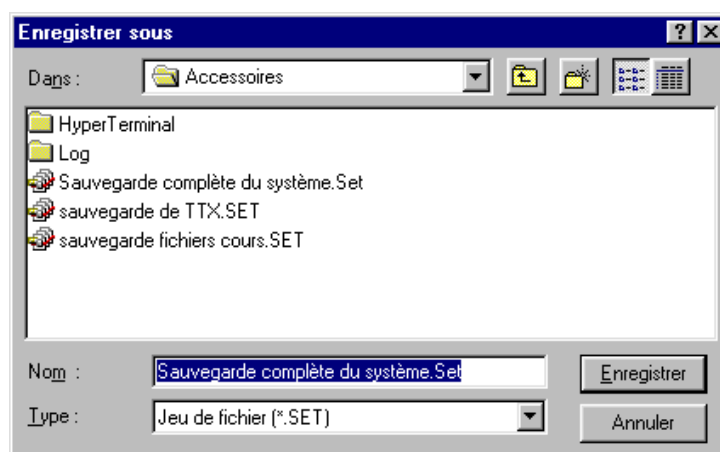 Enregistrer sous
Dans : Accessoires
HyperTerminal
Log
Sauvegarde complète du système.Set
sauvegarde de TTX.SET
sauvegarde fichiers cours.SET
Nom : Sauvegarde complète du système.Set Enregistrer
Type : Jeu de fichier (*.SET) Annuler